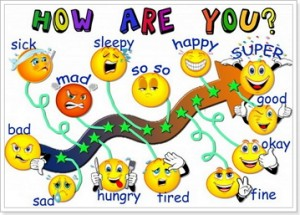 HOW ARE YOU?
sick
sleepy
happy
SUPER
mad
so so
good
bad
okay
sad
hungry
tired
fine